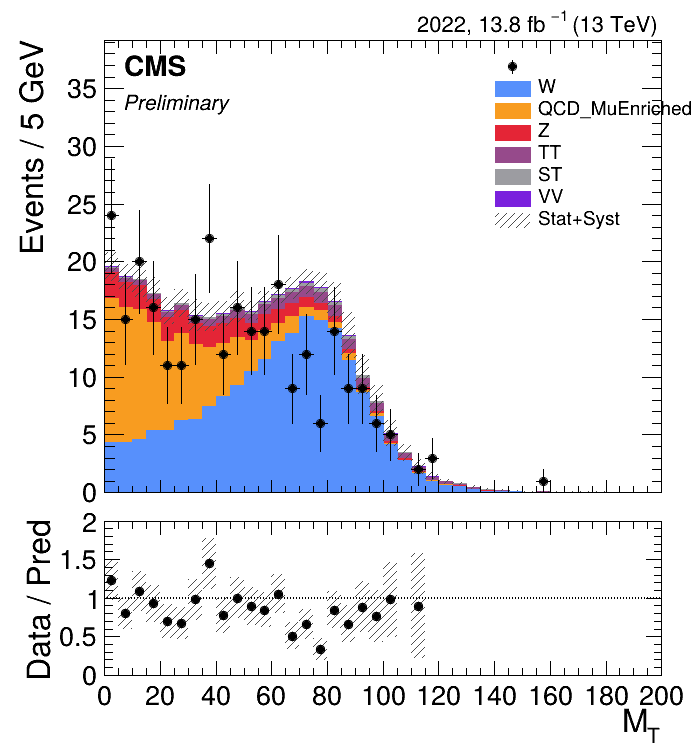 2022, 13.8 fb⁻¹ (13 TeV)
CMS
Preliminary
W
QCD_MuEnriched
Z
TT
ST
VV
Stat+Syst
Events / 5 GeV
35
30
25
20
15
10
5
0
Data / Pred
2
1.5
1
0.5
0
0 20 40 60 80 100 120 140 160 180 200
M_T